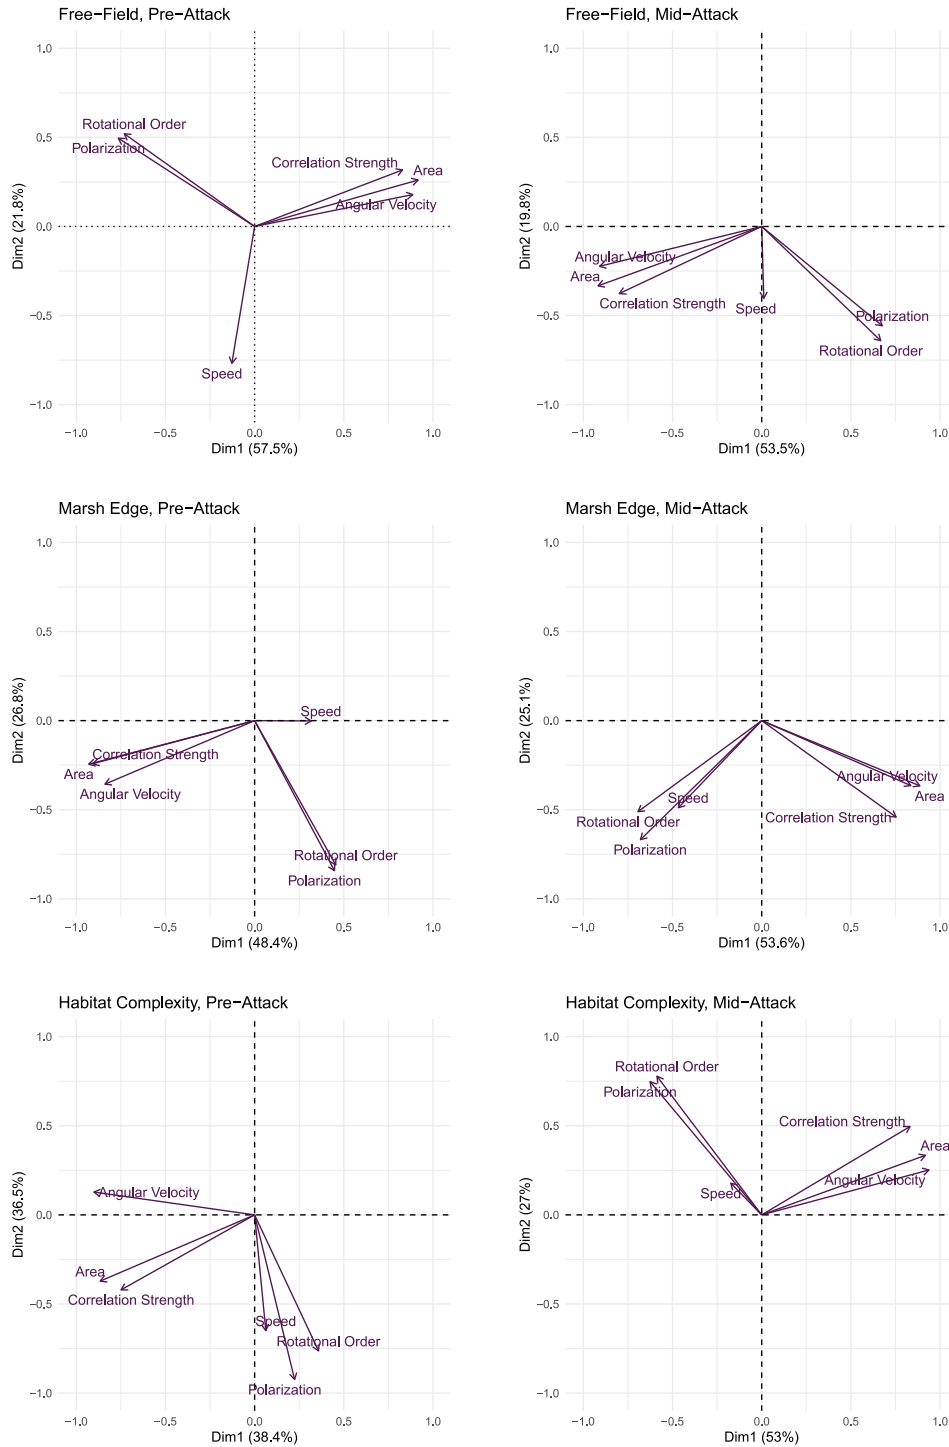 Free−Field, Pre−Attack
1.0
0.5
0.0
−0.5
−1.0
Dim2 (21.8%)
Rotational Order
Polarization
Correlation Strength
Area
Angular Velocity
Speed
−1.0 −0.5 0.0 0.5 1.0
Dim1 (57.5%)
Free−Field, Mid−Attack
1.0
0.5
0.0
−0.5
−1.0
Dim2 (19.8%)
Angular Velocity
Area
Correlation Strength
Speed
Polarization
Rotational Order
−1.0 −0.5 0.0 0.5 1.0
Dim1 (53.5%)
Marsh Edge, Pre−Attack
1.0
0.5
0.0
−0.5
−1.0
Dim2 (26.8%)
Speed
Correlation Strength
Area
Angular Velocity
Rotational Order
Polarization
−1.0 −0.5 0.0 0.5 1.0
Dim1 (48.4%)
Marsh Edge, Mid−Attack
1.0
0.5
0.0
−0.5
−1.0
Dim2 (25.1%)
Angular Velocity
Area
Speed
Correlation Strength
Rotational Order
Polarization
−1.0 −0.5 0.0 0.5 1.0
Dim1 (53.6%)
Habitat Complexity, Pre−Attack
1.0
0.5
0.0
−0.5
−1.0
Dim2 (36.5%)
Angular Velocity
Area
Correlation Strength
Speed
Rotational Order
Polarization
−1.0 −0.5 0.0 0.5 1.0
Dim1 (38.4%)
Habitat Complexity, Mid−Attack
1.0
0.5
0.0
−0.5
−1.0
Dim2 (27%)
Rotational Order
Polarization
Correlation Strength
Area
Angular Velocity
Speed
−1.0 −0.5 0.0 0.5 1.0
Dim1 (53%)